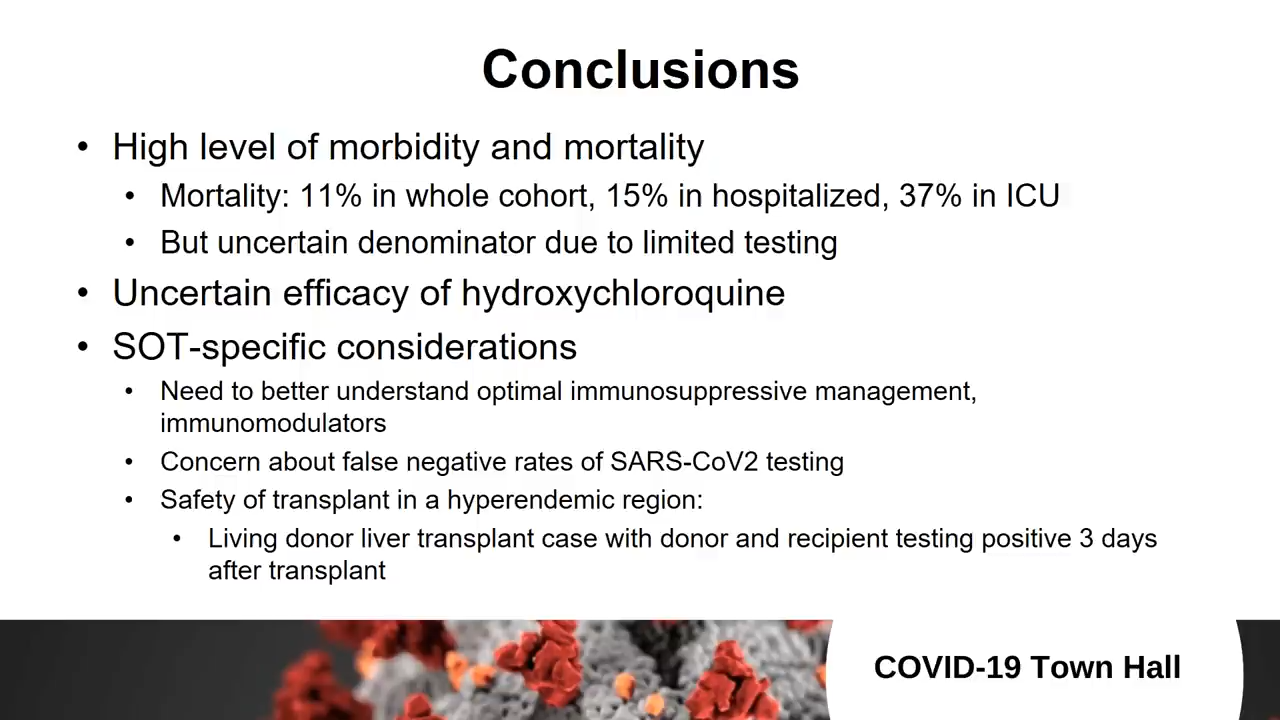 Conclusions
• High level of morbidity and mortality
• Mortality: 11% in whole cohort, 15% in hospitalized, 37% in ICU
• But uncertain denominator due to limited testing
• Uncertain efficacy of hydroxychloroquine
• SOT-specific considerations
• Need to better understand optimal immunosuppressive management,
immunomodulators
• Concern about false negative rates of SARS-CoV2 testing
• Safety of transplant in a hyperendemic region:
• Living donor liver transplant case with donor and recipient testing positive 3 days
after transplant
COVID-19 Town Hall